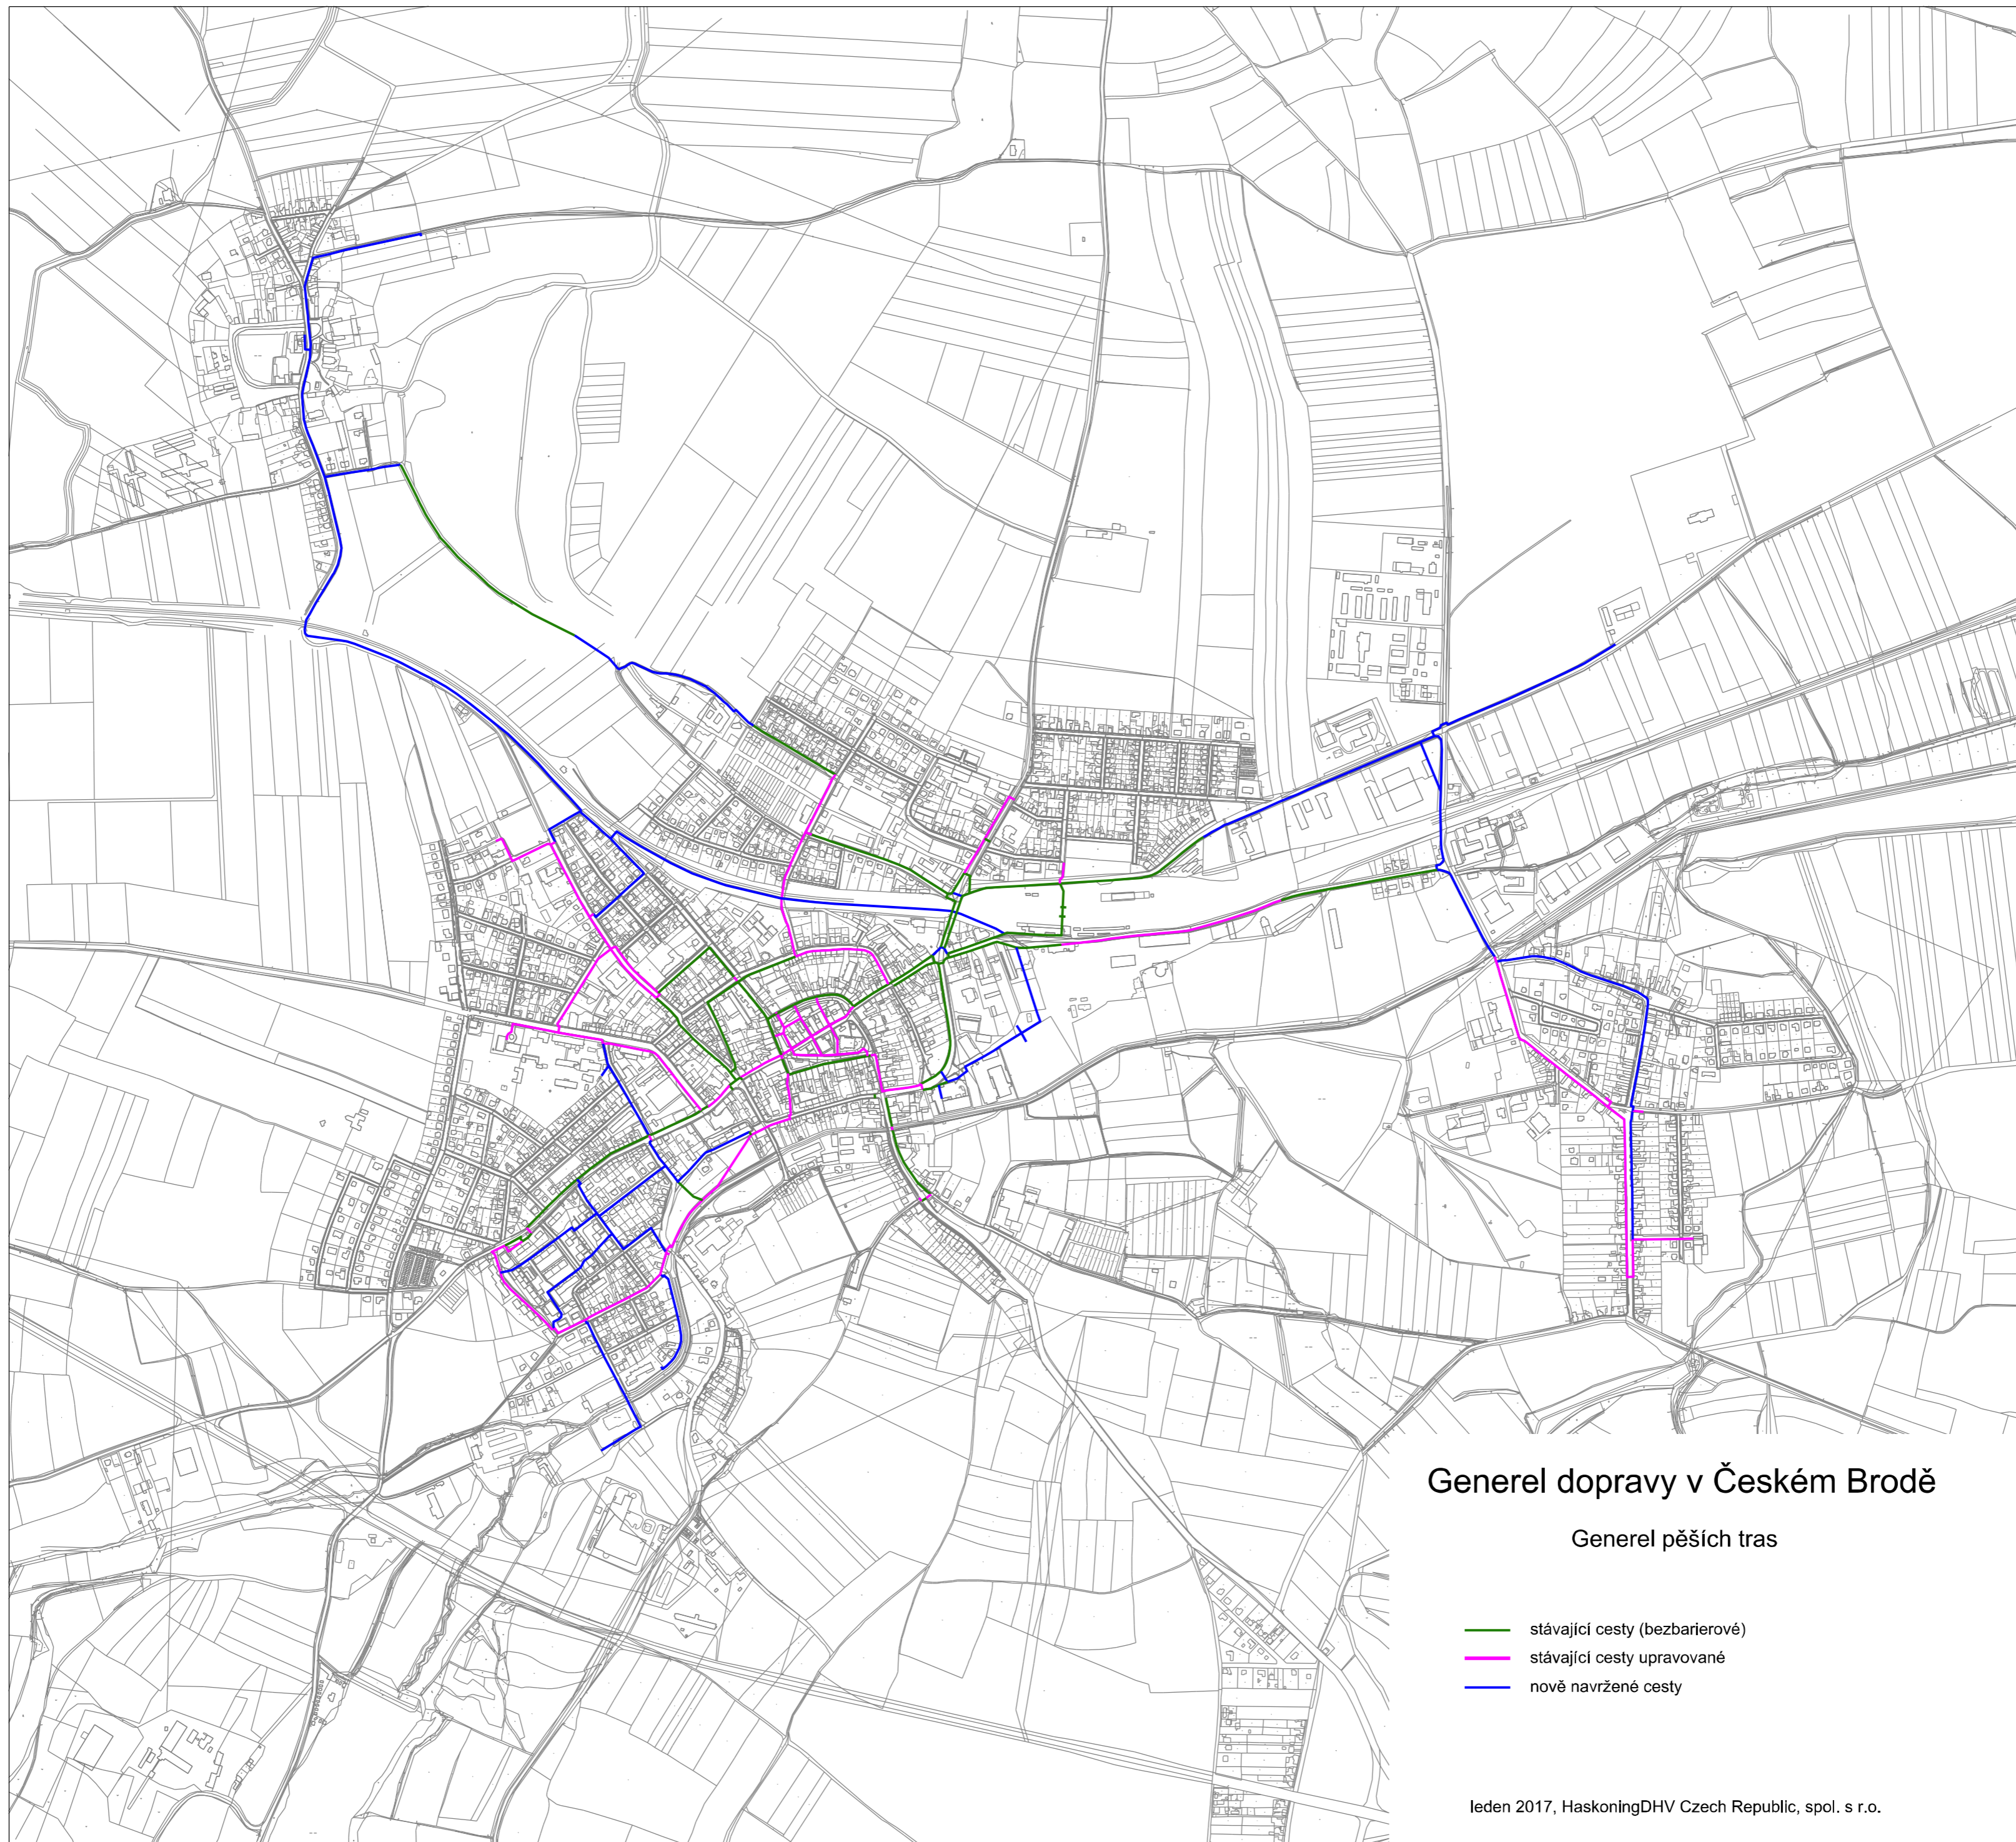 Generel dopravy v Českém Brodě
Generel pěších tras
stávající cesty (bezbarierové)
stávající cesty upravované
nově navržené cesty
leden 2017, HaskoningDHV Czech Republic, spol. s r.o.